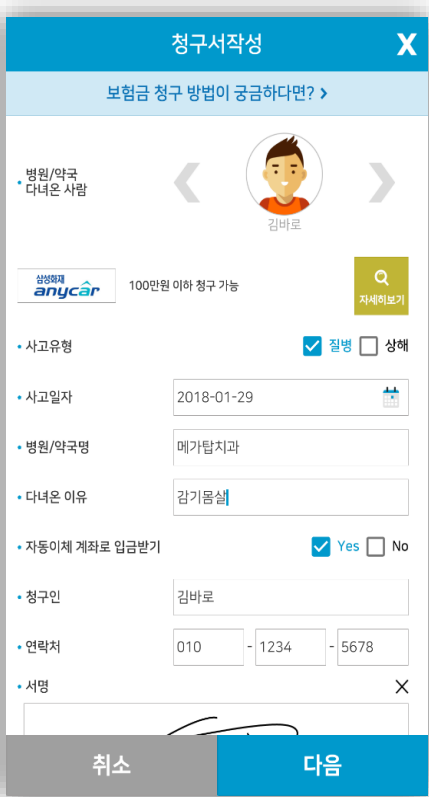 청구서작성 X
보험금 청구 방법이 궁금하다면? >
병원/약국
다녀온 사람
김바로
삼성화재
anycar
100만원 이하 청구 가능
자세히보기
사고유형 질병 상해
사고일자 2018-01-29
병원/약국명 메가탑치과
다녀온 이유 감기몸살
자동이체 계좌로 입금받기 Yes No
청구인 김바로
연락처 010 - 1234 - 5678
서명 X
취소 다음